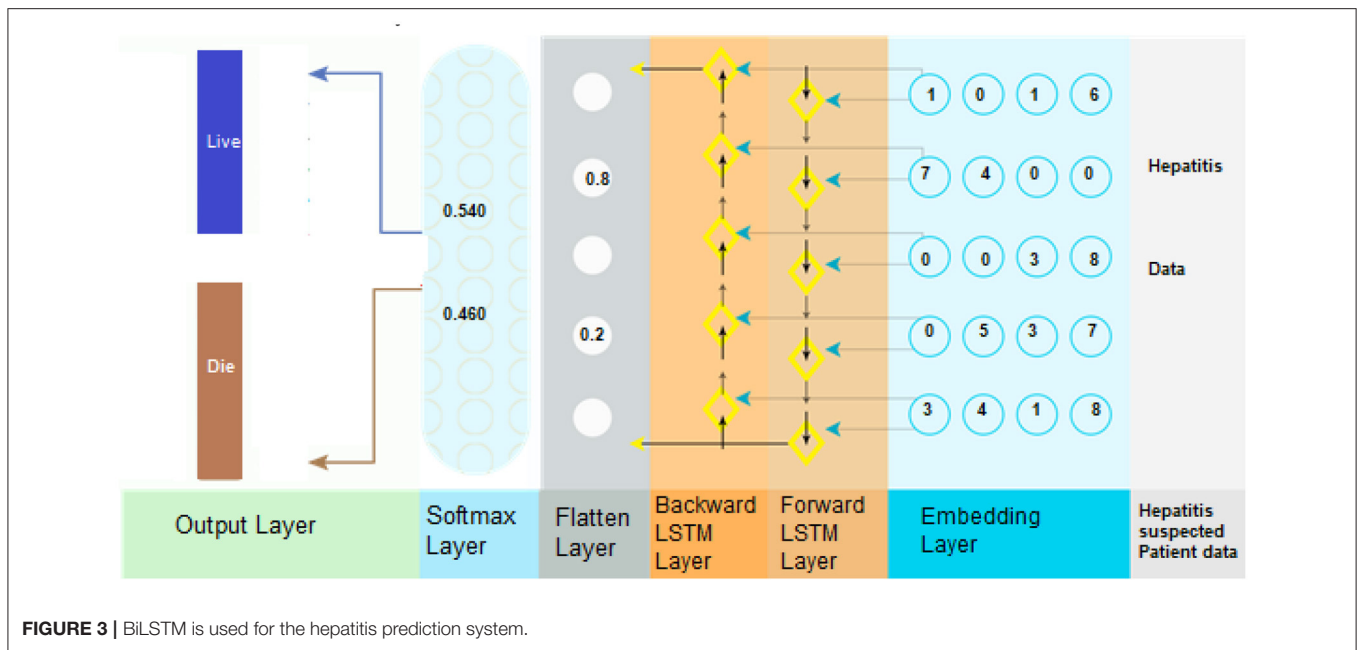 Live
Die
0.540
0.460
0.8
0.2
1 0 1 6
7 4 0 0
0 0 3 8
0 5 3 7
3 4 1 8
Hepatitis
Data
Output Layer
Softmax
Layer
Flatten
Layer
Backward
LSTM
Layer
Forward
LSTM
Layer
Embedding
Layer
Hepatitis
suspected
Patient data
FIGURE 3 | BiLSTM is used for the hepatitis prediction system.